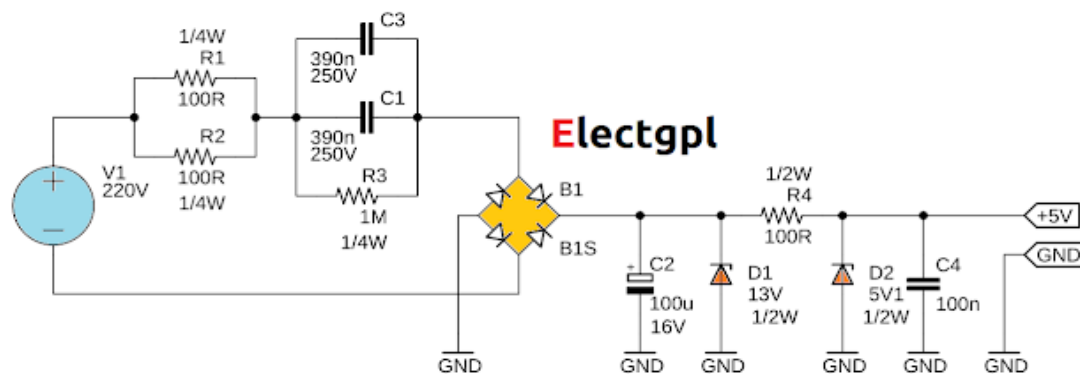 1/4W
R1
100R
R2
100R
1/4W
V1
220V
C3
390n
250V
C1
390n
250V
R3
1M
1/4W
Electgpl
B1
B1S
1/2W
R4
100R
+5V
GND
C2
100u
16V
D1
13V
1/2W
D2
5V1
1/2W
C4
100n
GND
GND
GND
GND
GND
GND